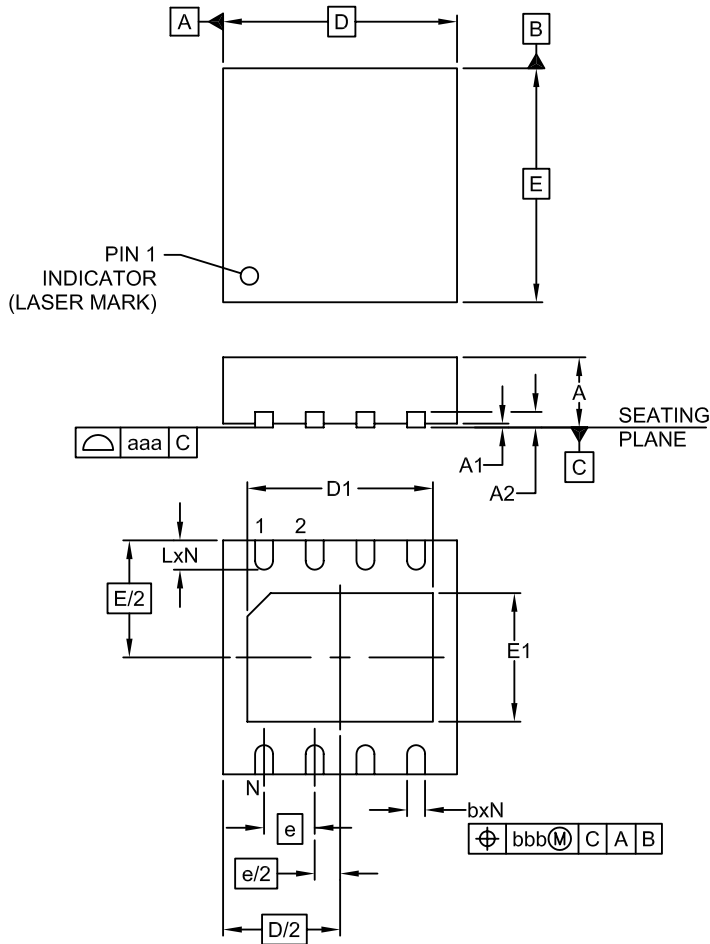 A
D
B
E
PIN 1
INDICATOR
(LASER MARK)
A
SEATING
PLANE
aaa C
A1
A2
C
D1
1 2
LxN
E/2
E1
N
bxN
e
bbbⓂ C A B
e/2
D/2